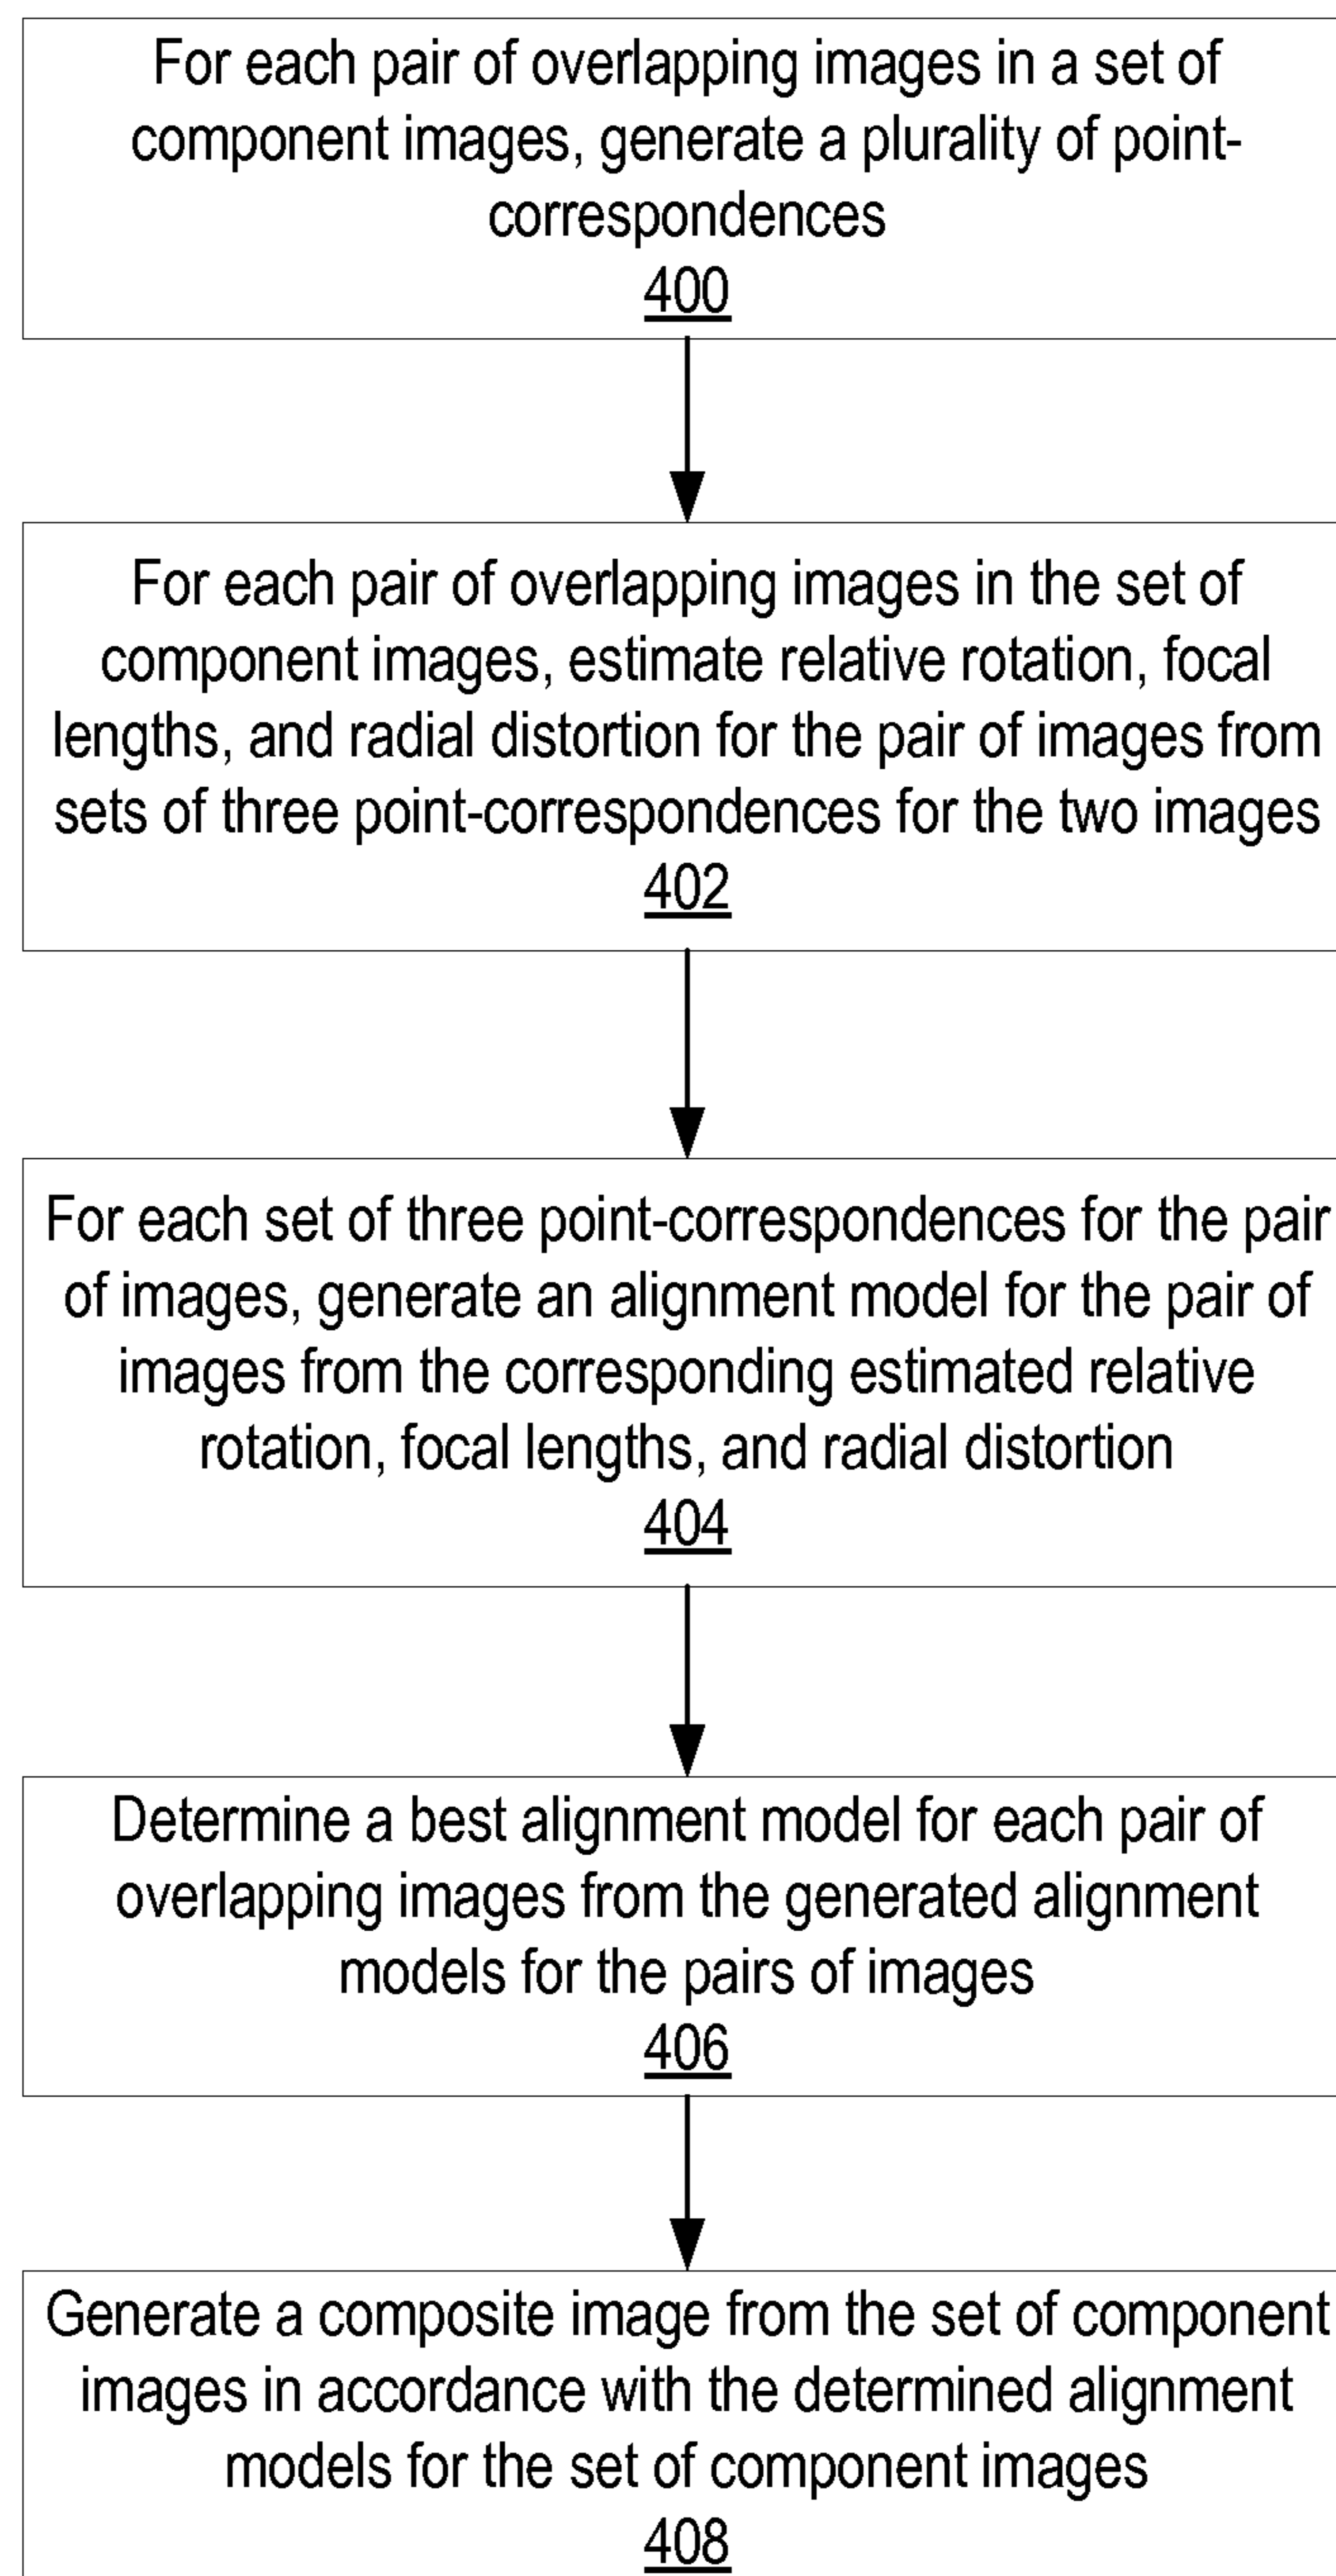 For each pair of overlapping images in a set of
component images, generate a plurality of point-
correspondences
400
For each pair of overlapping images in the set of
component images, estimate relative rotation, focal
lengths, and radial distortion for the pair of images from
sets of three point-correspondences for the two images
402
For each set of three point-correspondences for the pair
of images, generate an alignment model for the pair of
images from the corresponding estimated relative
rotation, focal lengths, and radial distortion
404
Determine a best alignment model for each pair of
overlapping images from the generated alignment
models for the pairs of images
406
Generate a composite image from the set of component
images in accordance with the determined alignment
models for the set of component images
408